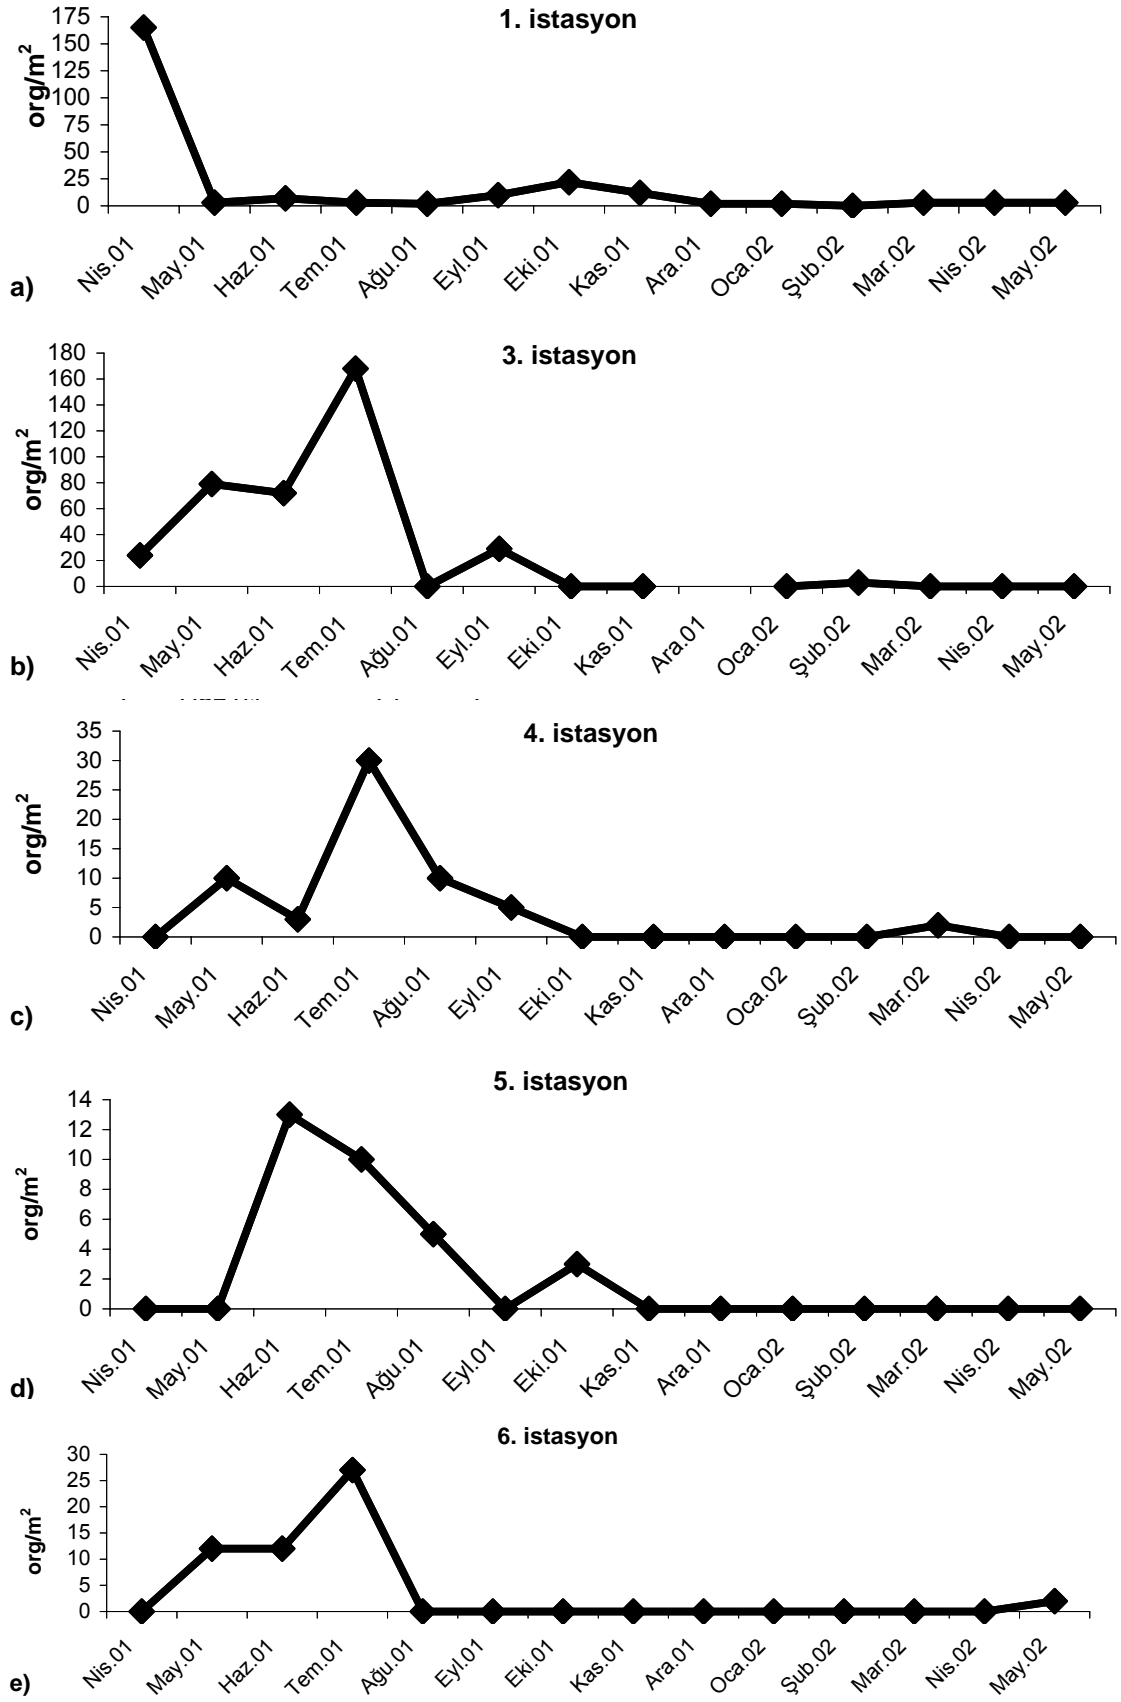 1. istasyon
org/m²
175
150
125
100
75
50
25
0
Nis.01 May.01 Haz.01 Tem.01 Ağu.01 Eyl.01 Eki.01 Kas.01 Ara.01 Oca.02 Şub.02 Mar.02 Nis.02 May.02
a)
3. istasyon
org/m²
180
160
140
120
100
80
60
40
20
0
Nis.01 May.01 Haz.01 Tem.01 Ağu.01 Eyl.01 Eki.01 Kas.01 Ara.01 Oca.02 Şub.02 Mar.02 Nis.02 May.02
b)
4. istasyon
org/m²
35
30
25
20
15
10
5
0
Nis.01 May.01 Haz.01 Tem.01 Ağu.01 Eyl.01 Eki.01 Kas.01 Ara.01 Oca.02 Şub.02 Mar.02 Nis.02 May.02
c)
5. istasyon
org/m²
14
12
10
8
6
4
2
0
Nis.01 May.01 Haz.01 Tem.01 Ağu.01 Eyl.01 Eki.01 Kas.01 Ara.01 Oca.02 Şub.02 Mar.02 Nis.02 May.02
d)
6. istasyon
org/m²
30
25
20
15
10
5
0
Nis.01 May.01 Haz.01 Tem.01 Ağu.01 Eyl.01 Eki.01 Kas.01 Ara.01 Oca.02 Şub.02 Mar.02 Nis.02 May.02
e)